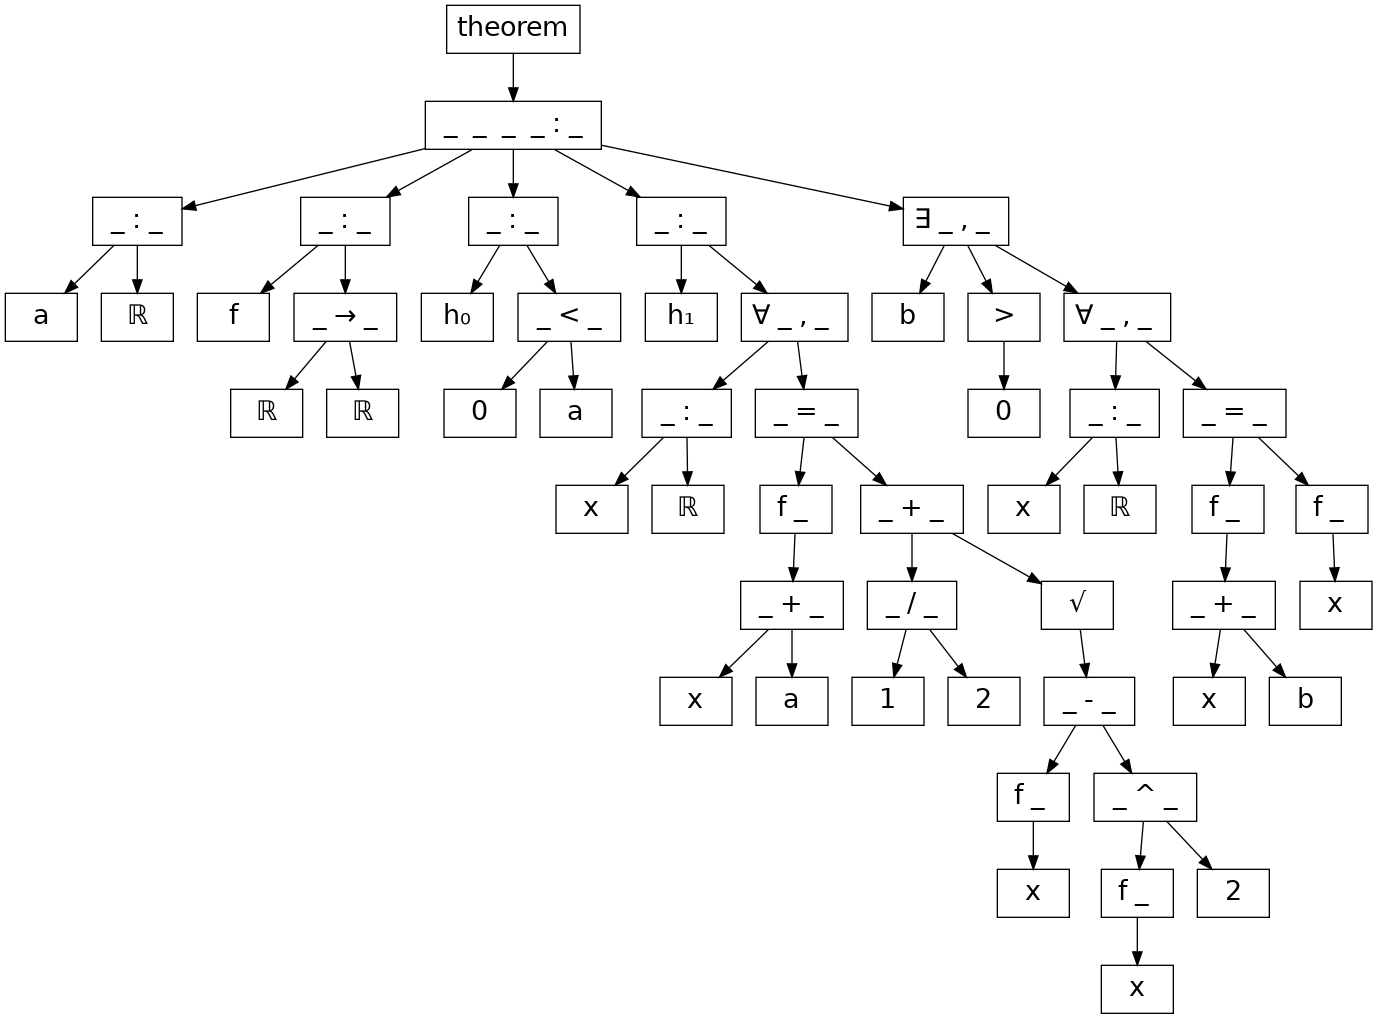 theorem
_ _ _ _ : _
_ : _ _ : _ _ : _ _ : _ ∃ _ , _
a ℝ f _ → _ h₀ _ < _ h₁ ∀ _ , _ b > ∀ _ , _
ℝ ℝ 0 a _ : _ _ = _ 0 _ : _ _ = _
x ℝ f _ _ + _ x ℝ f _ f _
_ + _ _ / _ √ _ + _ x
x a 1 2 _ - _ x b
f _ _ ^ _
x f _ 2
x